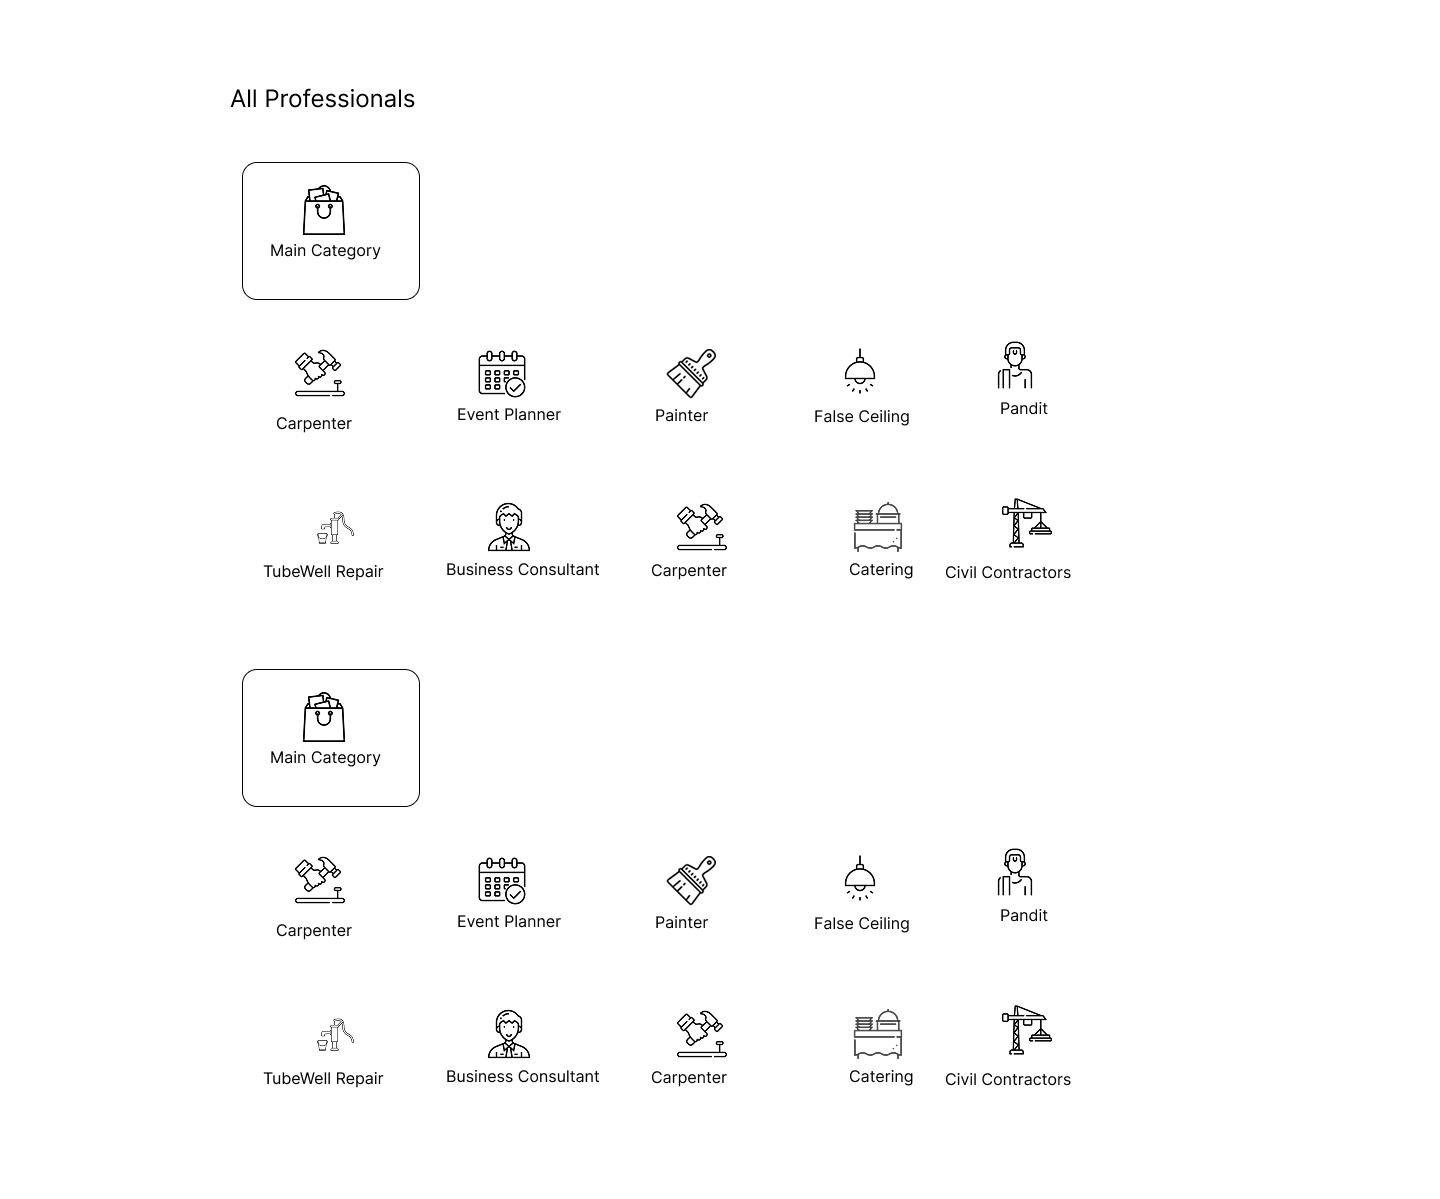 All Professionals
Main Category
Carpenter
Event Planner
Painter
False Ceiling
Pandit
TubeWell Repair
Business Consultant
Carpenter
Catering
Civil Contractors
Main Category
Carpenter
Event Planner
Painter
False Ceiling
Pandit
TubeWell Repair
Business Consultant
Carpenter
Catering
Civil Contractors